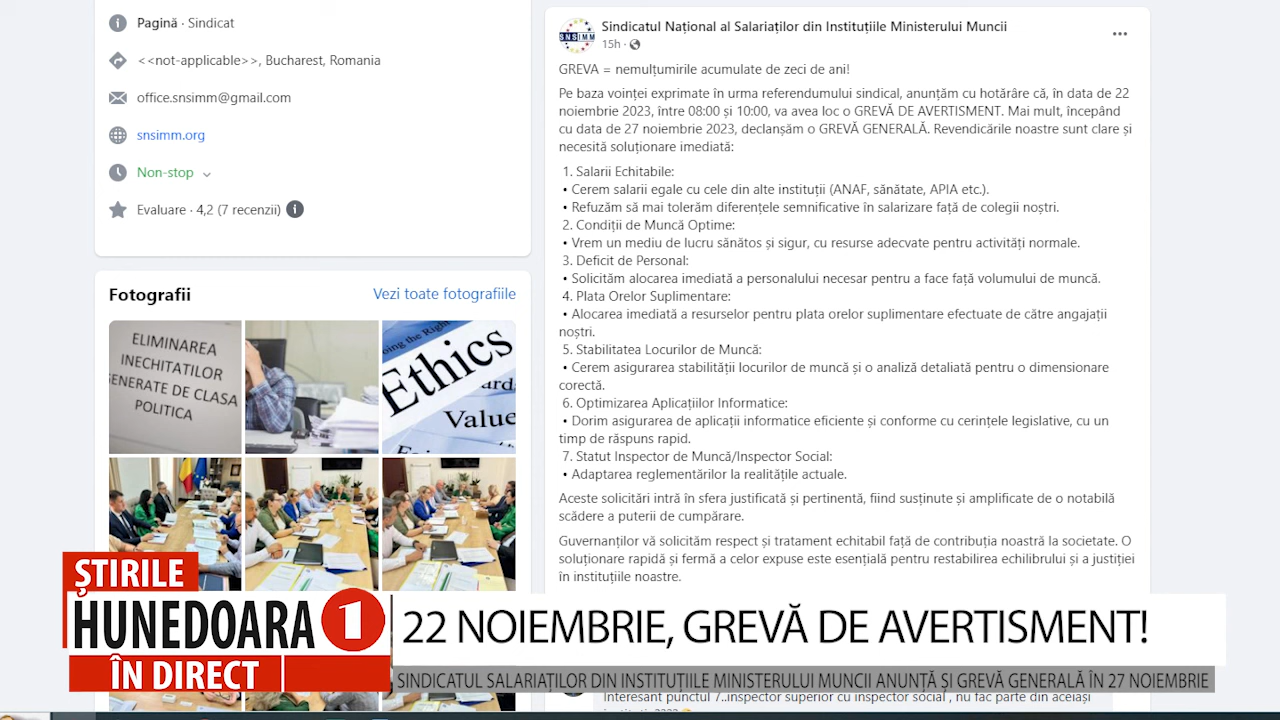 Pagină · Sindicat
<<not-applicable>>, Bucharest, Romania
office.snsimm@gmail.com
snsimm.org
Non-stop
Evaluare · 4,2 (7 recenzii)
Fotografii
Vezi toate fotografiile
ELIMINAREA
INECHITATILOR
GENERATE DE CLASA
POLITICA
the Right
Ethics
Value
SNSIMM
Sindicatul Național al Salariaților din Instituțiile Ministerului Muncii
15h ·
GREVA = nemulțumirile acumulate de zeci de ani!
Pe baza voinței exprimate în urma referendumului sindical, anunțăm cu hotărâre că, în data de 22
noiembrie 2023, între 08:00 și 10:00, va avea loc o GREVĂ DE AVERTISMENT. Mai mult, începând
cu data de 27 noiembrie 2023, declanșăm o GREVĂ GENERALĂ. Revendicările noastre sunt clare și
necesită soluționare imediată:
1. Salarii Echitabile:
• Cerem salarii egale cu cele din alte instituții (ANAF, sănătate, APIA etc.).
• Refuzăm să mai tolerăm diferențele semnificative în salarizare față de colegii noștri.
2. Condiții de Muncă Optime:
• Vrem un mediu de lucru sănătos și sigur, cu resurse adecvate pentru activități normale.
3. Deficit de Personal:
• Solicităm alocarea imediată a personalului necesar pentru a face față volumului de muncă.
4. Plata Orelor Suplimentare:
• Alocarea imediată a resurselor pentru plata orelor suplimentare efectuate de către angajații
noștri.
5. Stabilitatea Locurilor de Muncă:
• Cerem asigurarea stabilității locurilor de muncă și o analiză detaliată pentru o dimensionare
corectă.
6. Optimizarea Aplicațiilor Informatice:
• Dorim asigurarea de aplicații informatice eficiente și conforme cu cerințele legislative, cu un
timp de răspuns rapid.
7. Statut Inspector de Muncă/Inspector Social:
• Adaptarea reglementărilor la realitățile actuale.
Aceste solicitări intră în sfera justificată și pertinentă, fiind susținute și amplificate de o notabilă
scădere a puterii de cumpărare.
Guvernanților vă solicităm respect și tratament echitabil față de contribuția noastră la societate. O
soluționare rapidă și fermă a celor expuse este esențială pentru restabilirea echilibrului și a justiției
în instituțiile noastre.
ȘTIRILE
HUNEDOARA 1
ÎN DIRECT
22 NOIEMBRIE, GREVĂ DE AVERTISMENT!
SINDICATUL SALARIAȚILOR DIN INSTITUȚIILE MINISTERULUI MUNCII ANUNȚĂ ȘI GREVĂ GENERALĂ ÎN 27 NOIEMBRIE
Interesant punctul 7..inspector superior cu inspector social , nu fac parte din aceiași